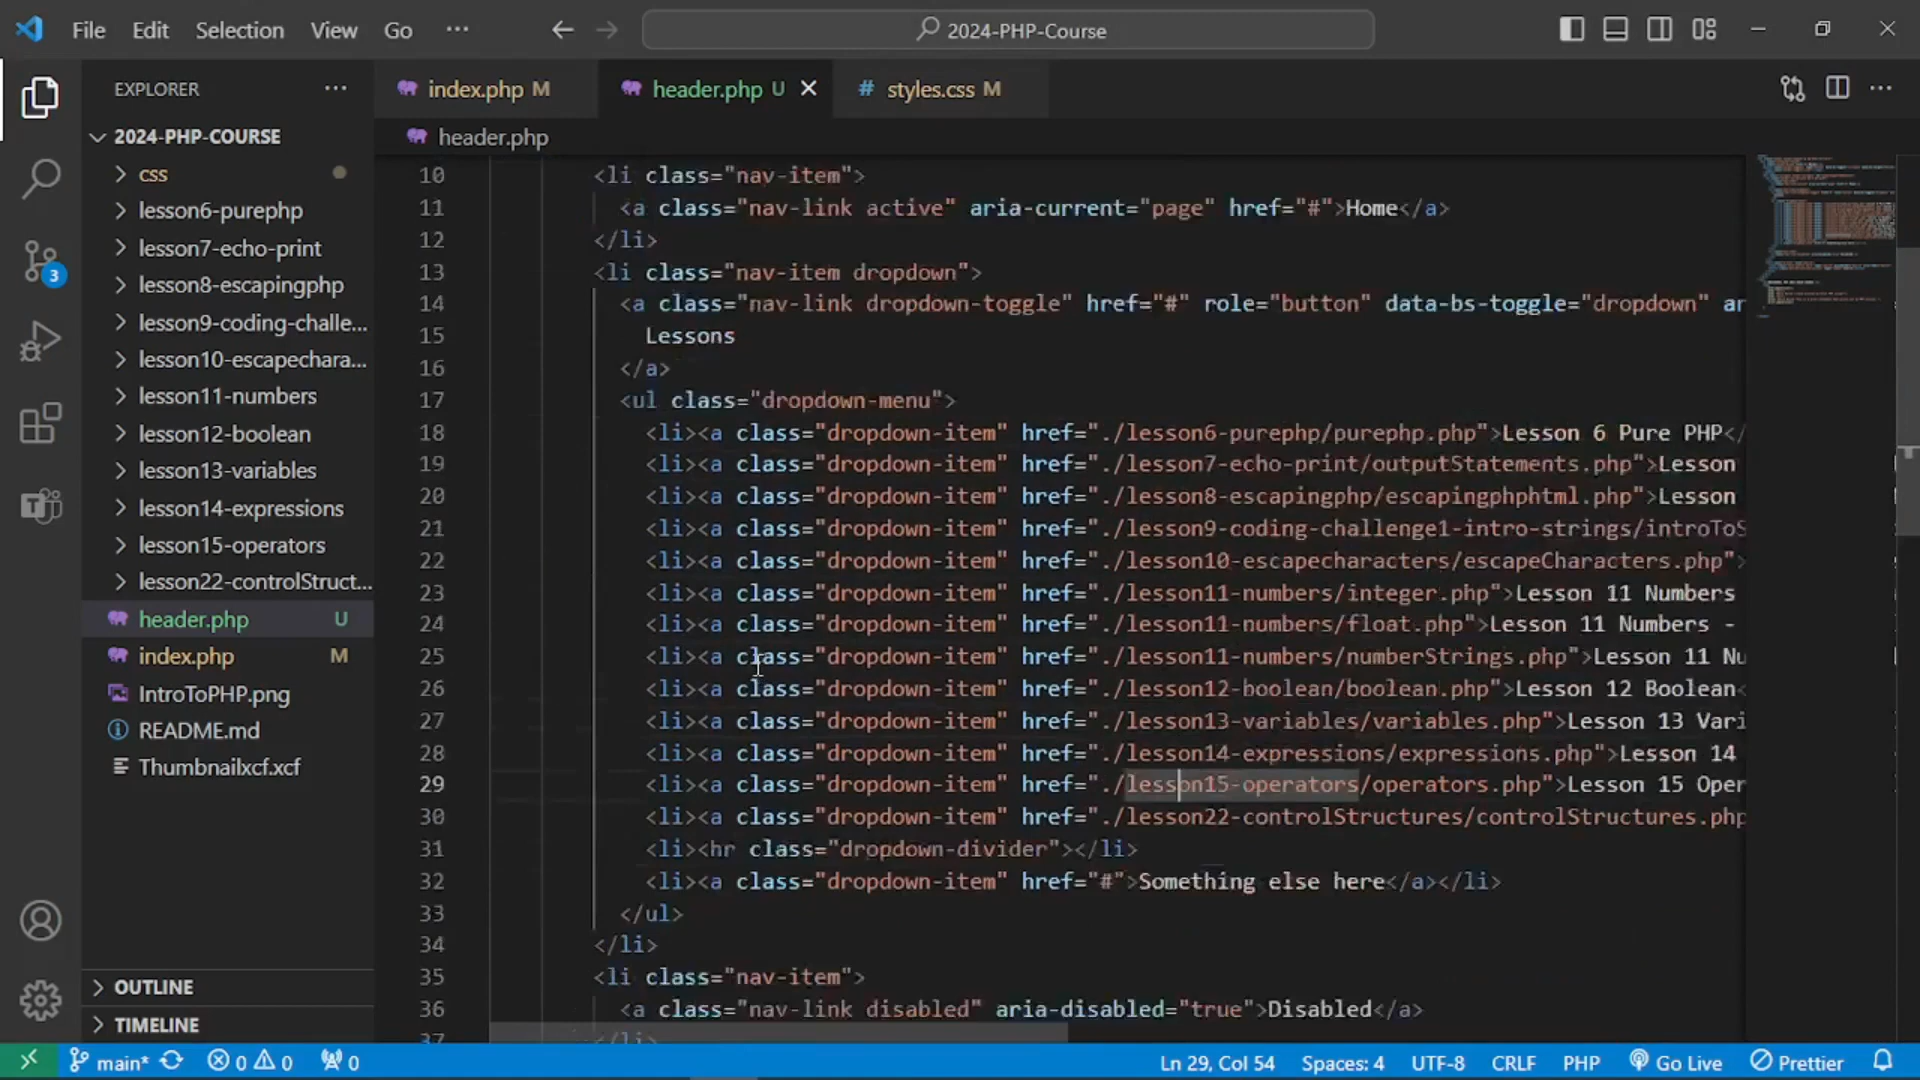 File Edit Selection View Go ··· 2024-PHP-Course
EXPLORER ···
2024-PHP-COURSE
css
lesson6-purephp
lesson7-echo-print
lesson8-escapingphp
lesson9-coding-challe...
lesson10-escapechara...
lesson11-numbers
lesson12-boolean
lesson13-variables
lesson14-expressions
lesson15-operators
lesson22-controlStruct...
header.php U
index.php M
IntroToPHP.png
README.md
Thumbnailxcf.xcf
OUTLINE
TIMELINE
3
index.php M header.php U styles.css M
header.php
10 <li class="nav-item">
11 <a class="nav-link active" aria-current="page" href="#">Home</a>
12 </li>
13 <li class="nav-item dropdown">
14 <a class="nav-link dropdown-toggle" href="#" role="button" data-bs-toggle="dropdown" ar
15 Lessons
16 </a>
17 <ul class="dropdown-menu">
18 <li><a class="dropdown-item" href="./lesson6-purephp/purephp.php">Lesson 6 Pure PHP</
19 <li><a class="dropdown-item" href="./lesson7-echo-print/outputStatements.php">Lesson
20 <li><a class="dropdown-item" href="./lesson8-escapingphp/escapingphphtml.php">Lesson
21 <li><a class="dropdown-item" href="./lesson9-coding-challenge1-intro-strings/introToS
22 <li><a class="dropdown-item" href="./lesson10-escapecharacters/escapeCharacters.php">
23 <li><a class="dropdown-item" href="./lesson11-numbers/integer.php">Lesson 11 Numbers
24 <li><a class="dropdown-item" href="./lesson11-numbers/float.php">Lesson 11 Numbers -
25 <li><a class="dropdown-item" href="./lesson11-numbers/numberStrings.php">Lesson 11 Nu
26 <li><a class="dropdown-item" href="./lesson12-boolean/boolean.php">Lesson 12 Boolean<
27 <li><a class="dropdown-item" href="./lesson13-variables/variables.php">Lesson 13 Vari
28 <li><a class="dropdown-item" href="./lesson14-expressions/expressions.php">Lesson 14
29 <li><a class="dropdown-item" href="./lesson15-operators/operators.php">Lesson 15 Oper
30 <li><a class="dropdown-item" href="./lesson22-controlStructures/controlStructures.php
31 <li><hr class="dropdown-divider"></li>
32 <li><a class="dropdown-item" href="#">Something else here</a></li>
33 </ul>
34 </li>
35 <li class="nav-item">
36 <a class="nav-link disabled" aria-disabled="true">Disabled</a>
37 </li>
main* 0 0 0 Ln 29, Col 54 Spaces: 4 UTF-8 CRLF PHP Go Live Prettier